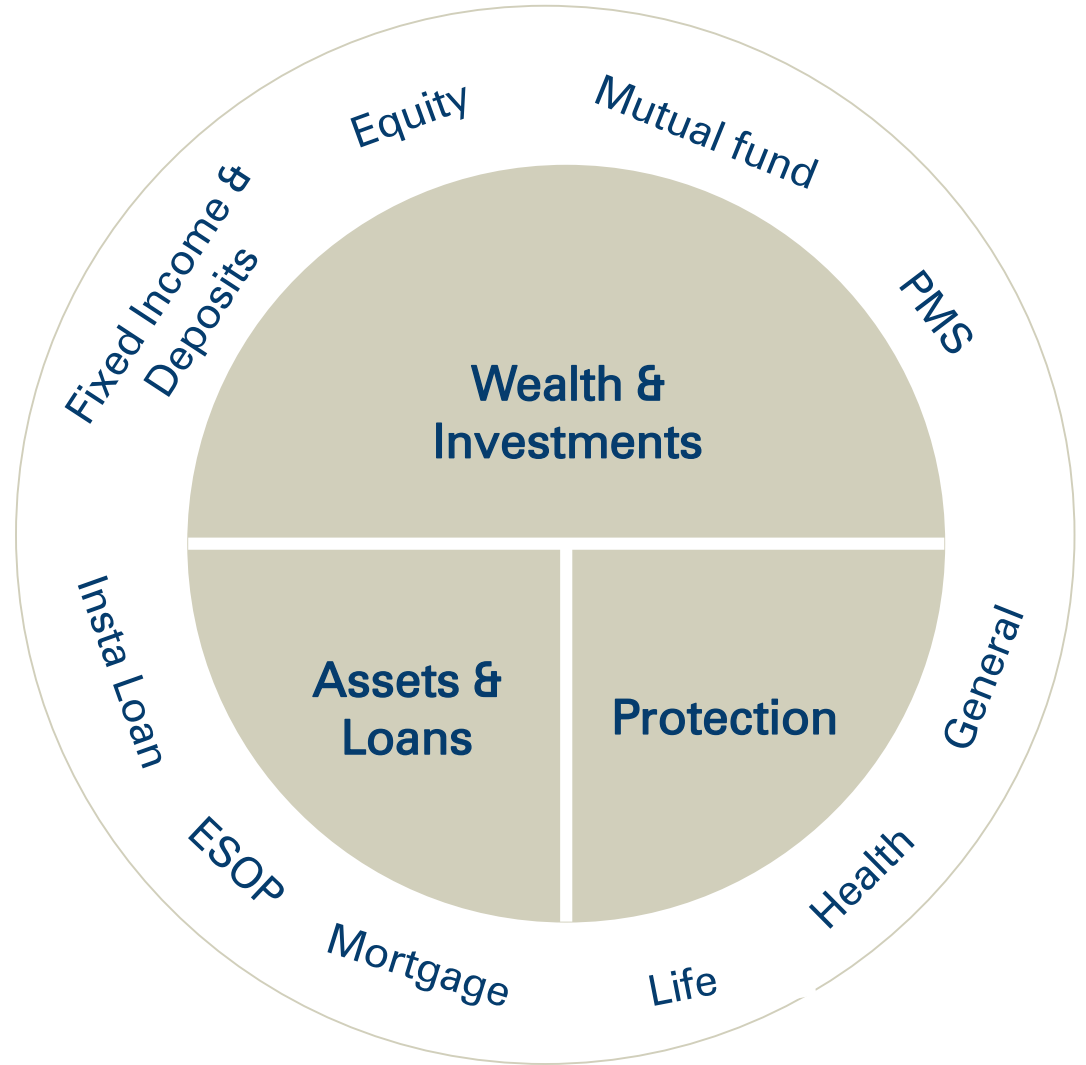 Equity
Mutual fund
Fixed Income &
Deposits
PMS
Wealth &
Investments
Insta Loan
General
Assets &
Loans
Protection
ESOP
Health
Mortgage
Life